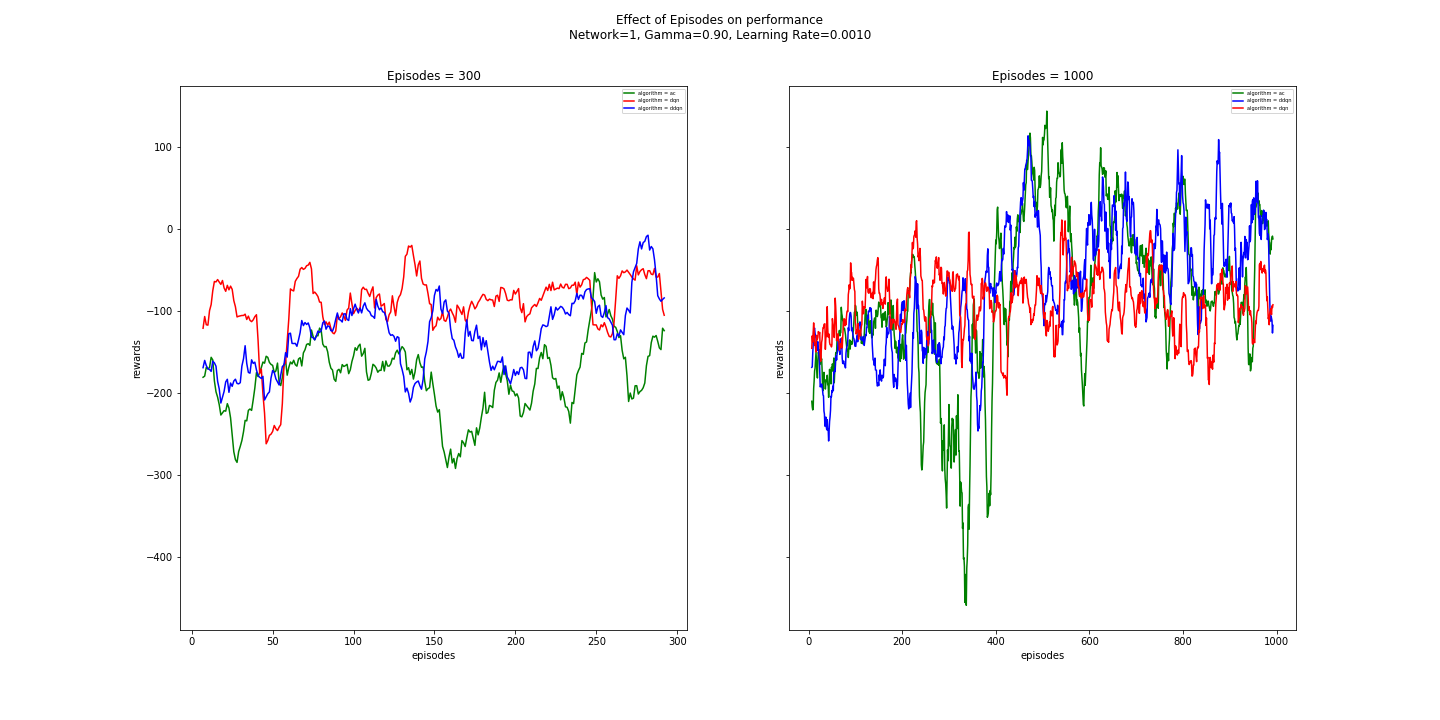 Effect of Episodes on performance
Network=1, Gamma=0.90, Learning Rate=0.0010
Episodes = 300
algorithm = ac
algorithm = dqn
algorithm = ddqn
100
0
−100
−200
−300
−400
rewards
0
50
100
150
200
250
300
episodes
Episodes = 1000
algorithm = ac
algorithm = ddqn
algorithm = dqn
rewards
0
200
400
600
800
1000
episodes